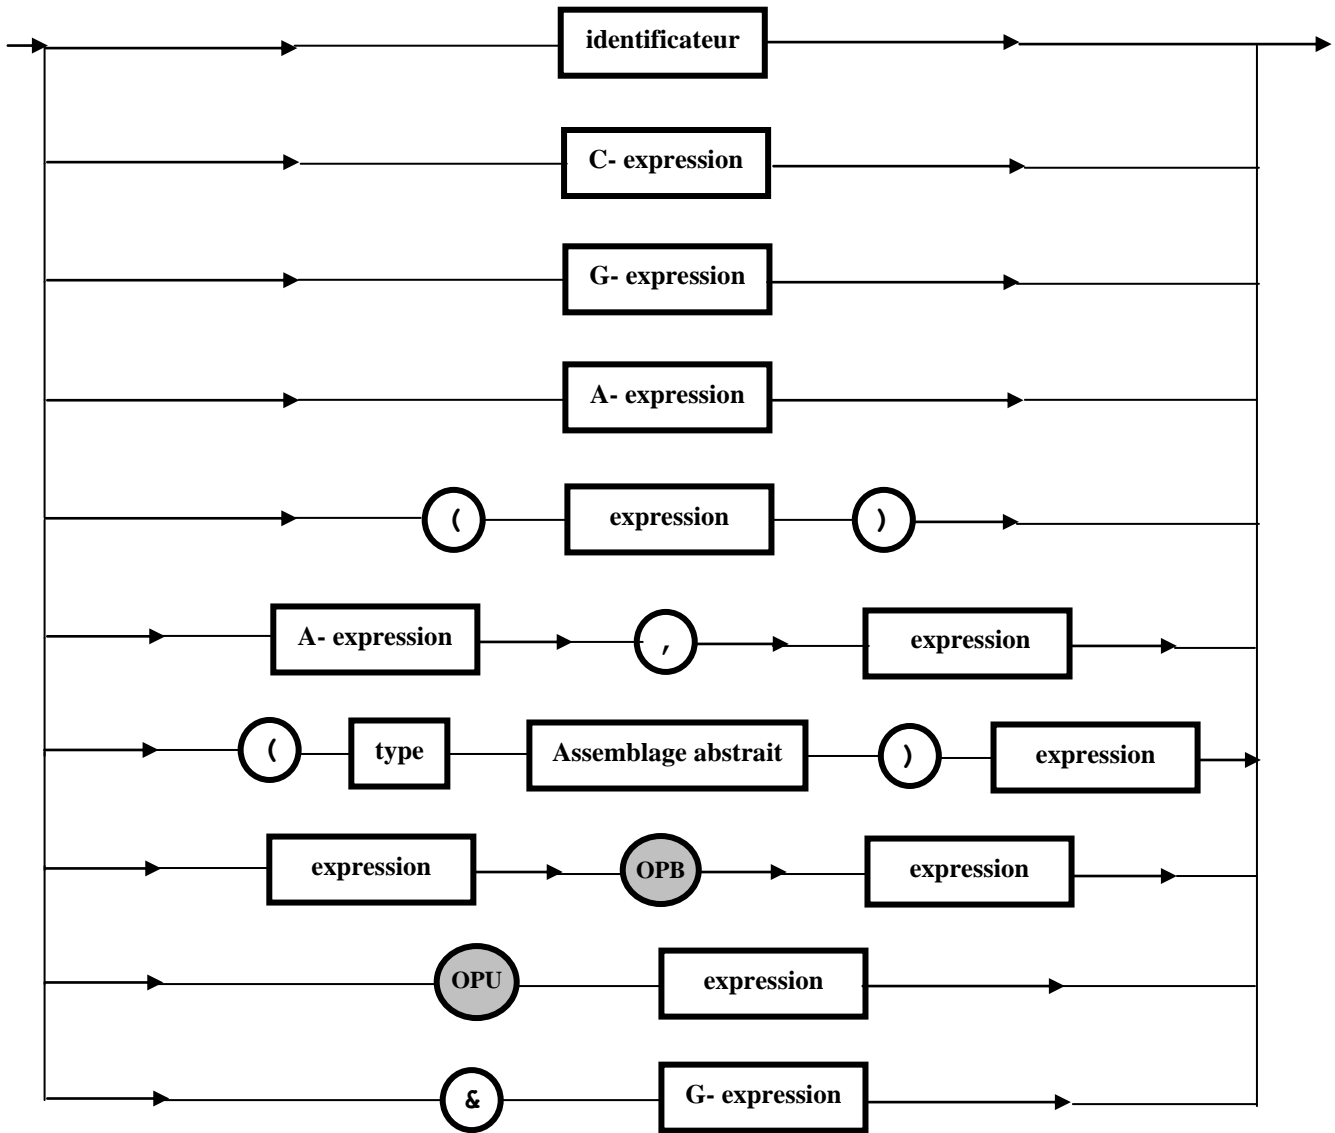 identificateur
C- expression
G- expression
A- expression
( expression )
A- expression , expression
( type Assemblage abstrait ) expression
expression OPB expression
OPU expression
& G- expression